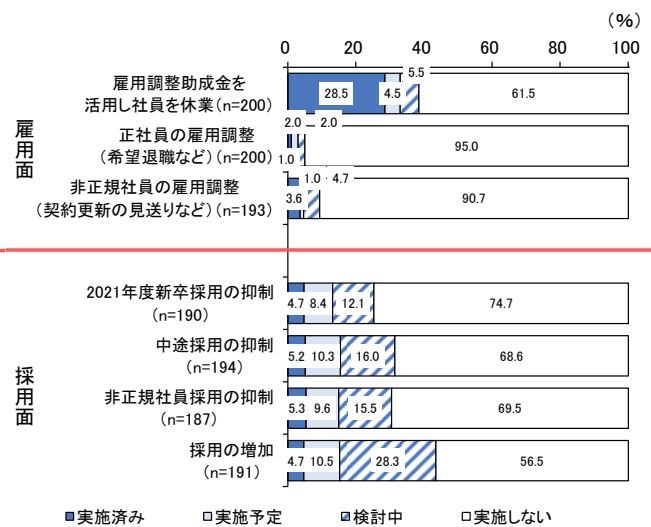 (%)
0 20 40 60 80 100
雇用面
雇用調整助成金を
活用し社員を休業(n=200)
28.5 4.5 5.5 61.5
正社員の雇用調整
(希望退職など)(n=200)
1.0 2.0 2.0 95.0
非正規社員の雇用調整
(契約更新の見送りなど)(n=193)
3.6 1.0 4.7 90.7
採用面
2021年度新卒採用の抑制
(n=190)
4.7 8.4 12.1 74.7
中途採用の抑制
(n=194)
5.2 10.3 16.0 68.6
非正規社員採用の抑制
(n=187)
5.3 9.6 15.5 69.5
採用の増加
(n=191)
4.7 10.5 28.3 56.5
実施済み 実施予定 検討中 実施しない